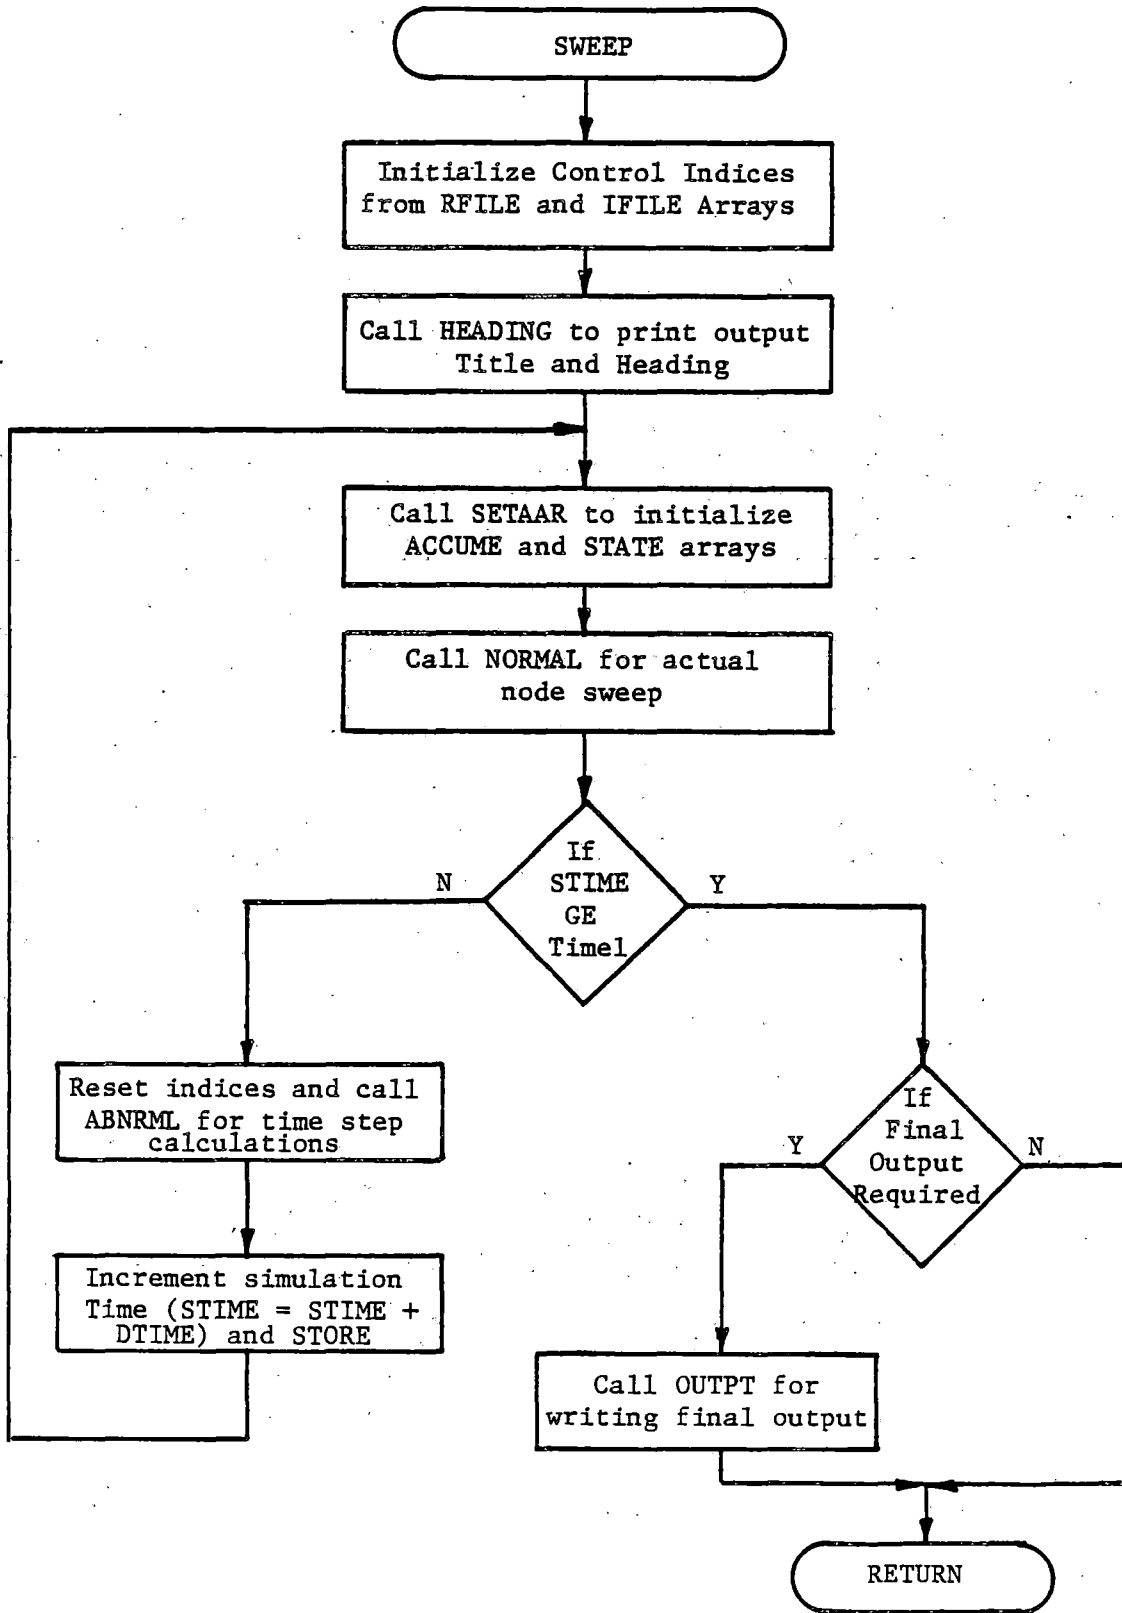 SWEEP
Initialize Control Indices
from RFILE and IFILE Arrays
Call HEADING to print output
Title and Heading
Call SETAAR to initialize
ACCUME and STATE arrays
Call NORMAL for actual
node sweep
If
STIME
GE
Time1
N
Y
Reset indices and call
ABNRML for time step
calculations
If
Final
Output
Required
Y
N
Increment simulation
Time (STIME = STIME +
DTIME) and STORE
Call OUTPT for
writing final output
RETURN